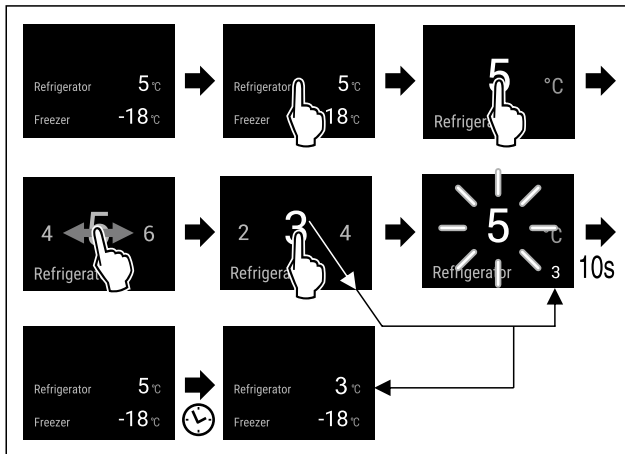 Refrigerator 5 °C
Freezer -18 °C
Refrigerator 5 °C
18 °C
5 °C
Refrigera
4 5 6
Refrigera
2 3 4
Refrigera
5 °C
Refrigerator 3
10s
Refrigerator 5 °C
Freezer -18 °C
Refrigerator 3 °C
Freezer -18 °C